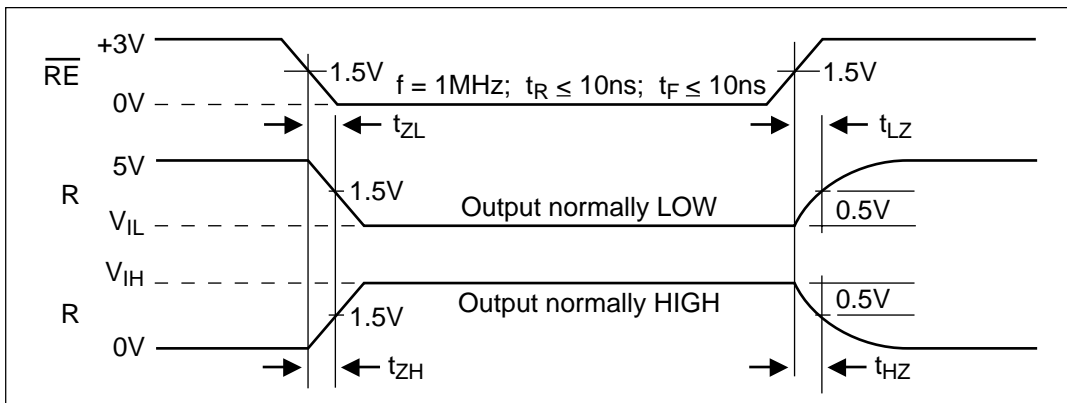 +3V
R̅E̅
1.5V
f = 1MHz; tR ≤ 10ns; tF ≤ 10ns
1.5V
0V
tZL
tLZ
5V
R
1.5V
Output normally LOW
0.5V
VIL
VIH
R
1.5V
Output normally HIGH
0.5V
0V
tZH
tHZ